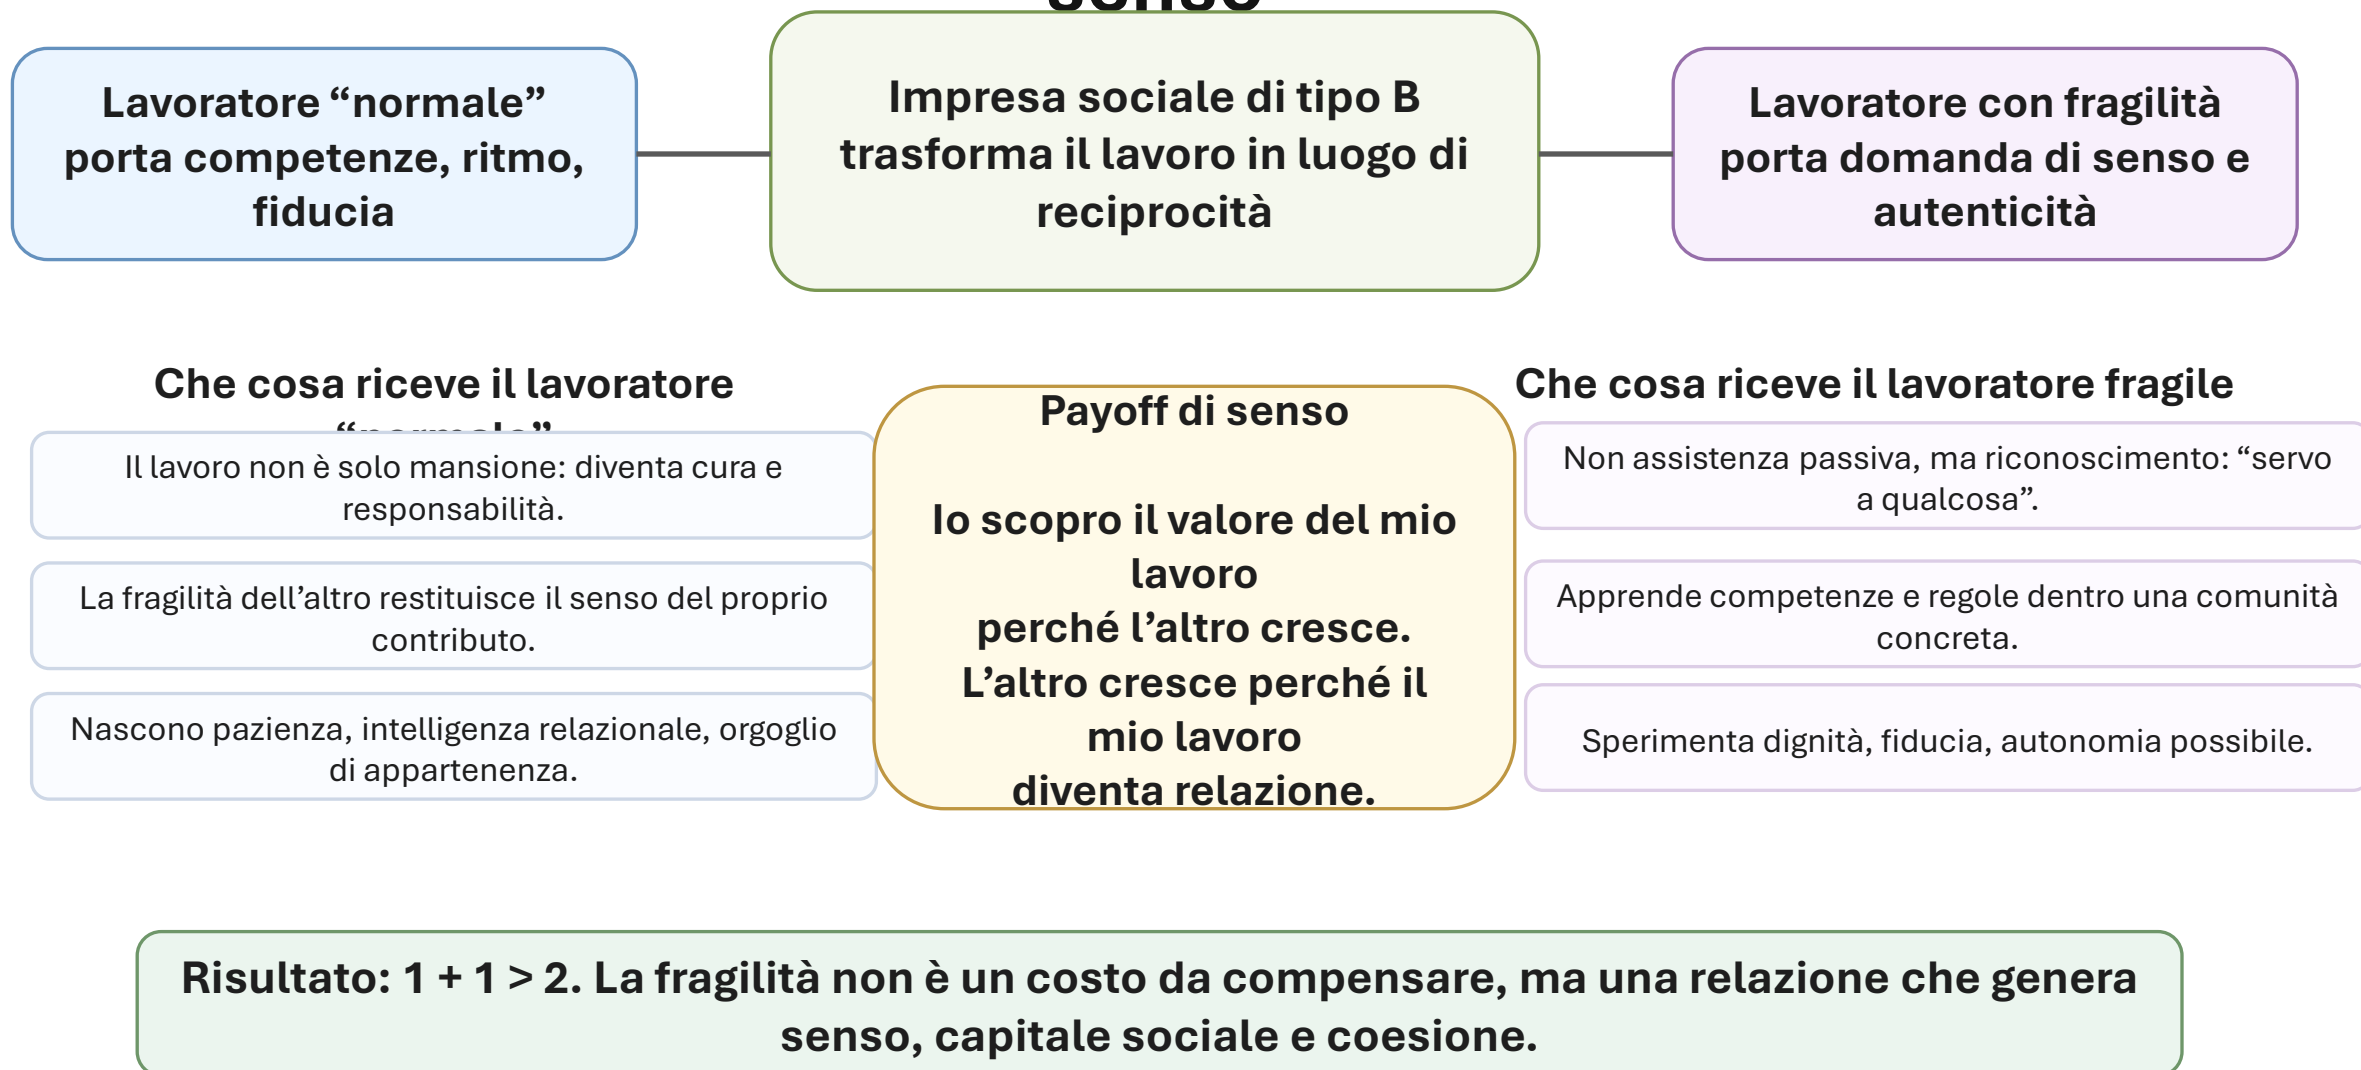 senso
Lavoratore “normale”
porta competenze, ritmo,
fiducia
Impresa sociale di tipo B
trasforma il lavoro in luogo di
reciprocità
Lavoratore con fragilità
porta domanda di senso e
autenticità
Che cosa riceve il lavoratore
“normale”
Il lavoro non è solo mansione: diventa cura e
responsabilità.
La fragilità dell’altro restituisce il senso del proprio
contributo.
Nascono pazienza, intelligenza relazionale, orgoglio
di appartenenza.
Payoff di senso
Io scopro il valore del mio
lavoro
perché l’altro cresce.
L’altro cresce perché il
mio lavoro
diventa relazione.
Che cosa riceve il lavoratore fragile
Non assistenza passiva, ma riconoscimento: “servo
a qualcosa”.
Apprende competenze e regole dentro una comunità
concreta.
Sperimenta dignità, fiducia, autonomia possibile.
Risultato: 1 + 1 > 2. La fragilità non è un costo da compensare, ma una relazione che genera
senso, capitale sociale e coesione.